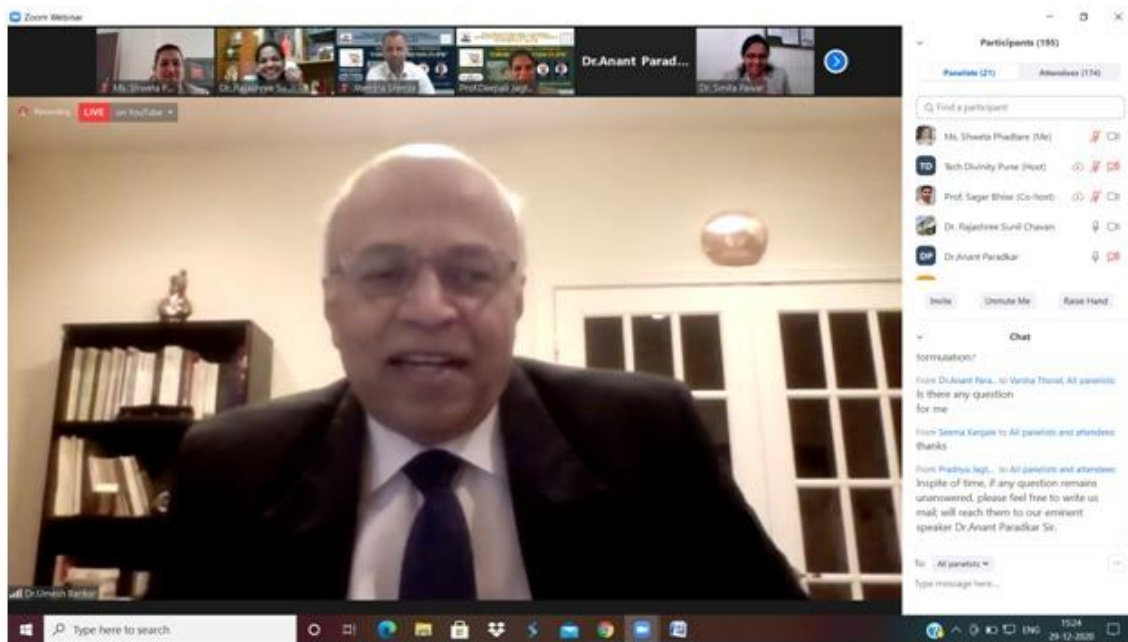 Zoom Webinar
Ms. Shweta P...
Dr. Rajashree Su...
Jitendra Shinde
Prof.Deepali Jagt...
Dr.Anant Parad...
Dr. Smita Pawar
Recording
LIVE on YouTube
Dr.Umesh Bankar
Participants (195)
Panelists (21) Attendees (174)
Find a participant
Ms. Shweta Phadtare (Me)
TD Tech Divinity Pune (Host)
Prof. Sagar Bhise (Co-host)
Dr. Rajashree Sunil Chavan
DP Dr.Anant Paradkar
Invite Unmute Me Raise Hand
Chat
formulation?
From Dr.Anant Para... to Varsha Thorat, All panelists:
Is there any question
for me
From Seema Kenjale to All panelists and attendees:
thanks
From Pradnya Jagt... to All panelists and attendees:
Inspite of time, if any question remains
unanswered, please feel free to write us
mail; will reach them to our eminent
speaker Dr.Anant Paradkar Sir.
To: All panelists
Type message here...
Type here to search
ENG
15:24
29-12-2020